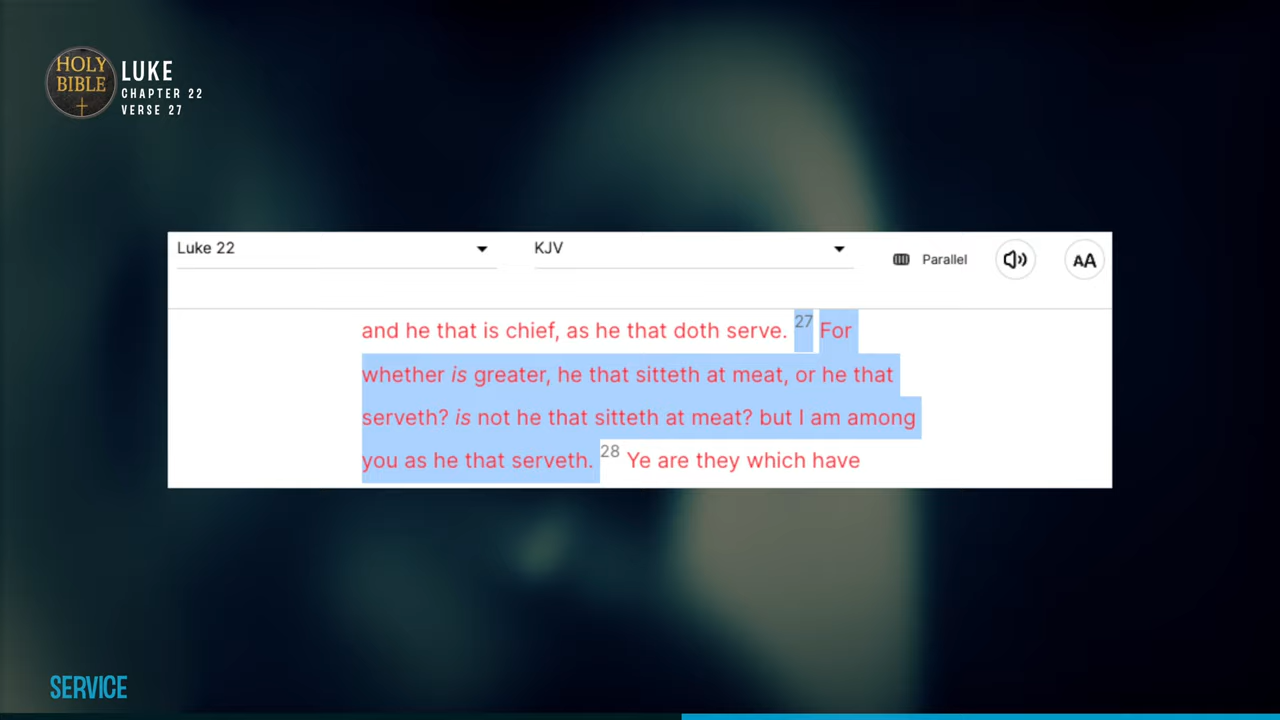 HOLY
BIBLE
LUKE
CHAPTER 22
VERSE 27
Luke 22
KJV
Parallel
AA
and he that is chief, as he that doth serve. 27 For
whether is greater, he that sitteth at meat, or he that
serveth? is not he that sitteth at meat? but I am among
you as he that serveth. 28 Ye are they which have
SERVICE